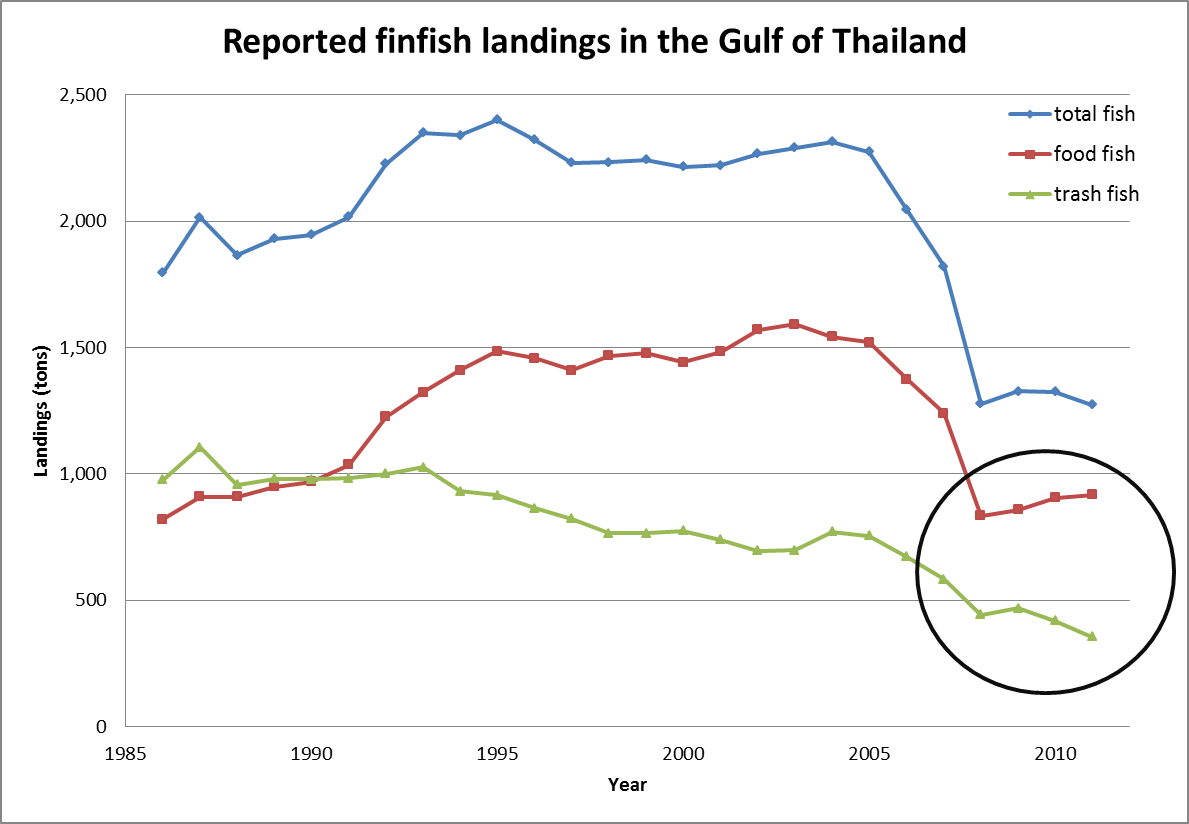 Reported finfish landings in the Gulf of Thailand
2,500
2,000
1,500
1,000
500
0
Landings (tons)
total fish
food fish
trash fish
1985 1990 1995 2000 2005 2010
Year